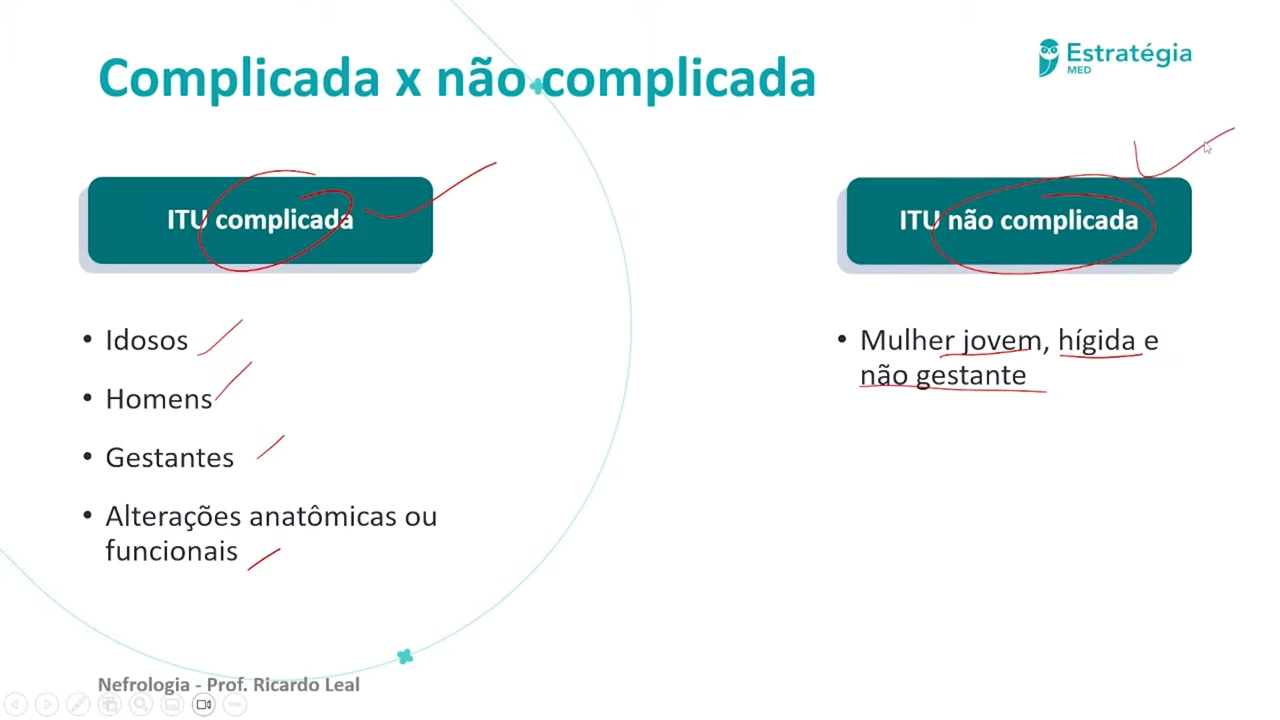 Complicada x não complicada
Estratégia
MED
ITU complicada
• Idosos
• Homens
• Gestantes
• Alterações anatômicas ou
funcionais
ITU não complicada
• Mulher jovem, hígida e
não gestante
Nefrologia - Prof. Ricardo Leal